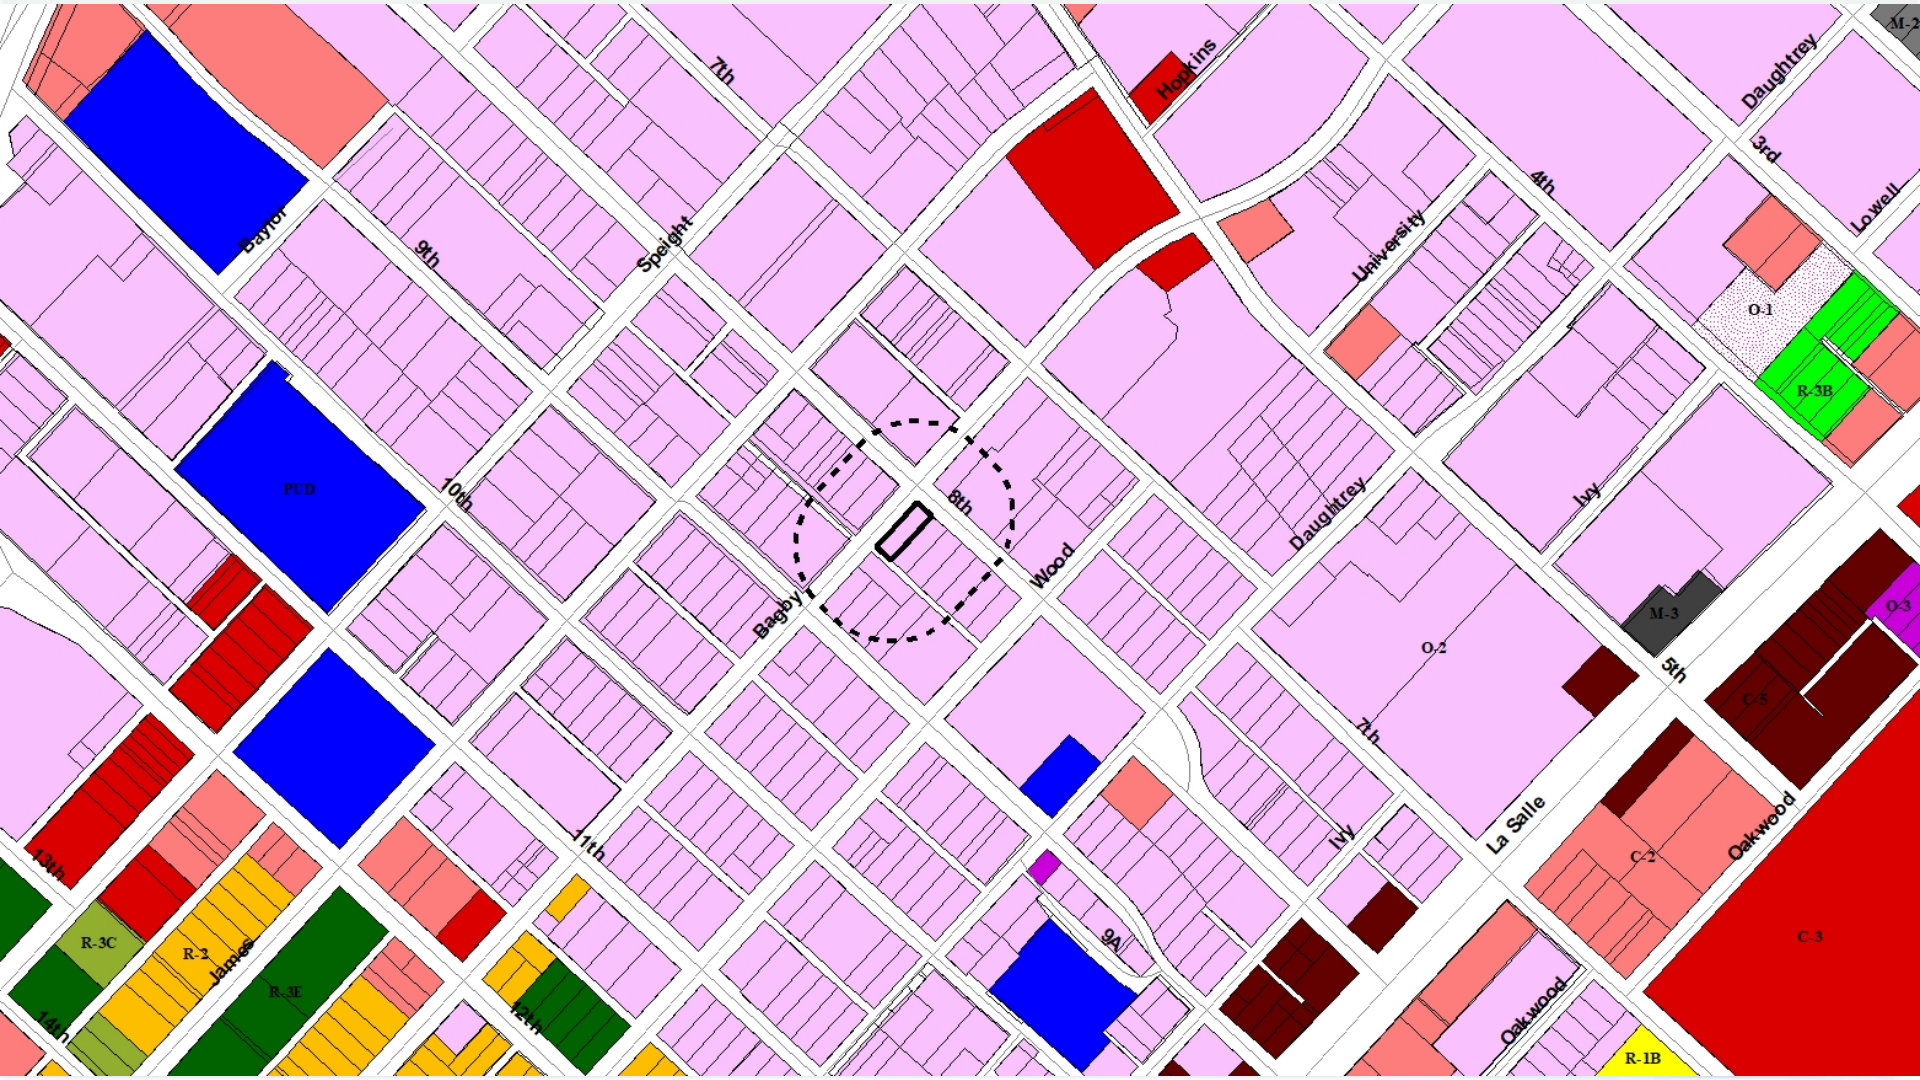 M-2
7th
Hopkins
Daughtrey
3rd
4th
Lowell
Baylor
9th
Speight
University
O-1
R-3B
PUD
10th
8th
Daughtrey
Ivy
Wood
Bagby
M-3
O-3
O-2
5th
C-5
7th
La Salle
Oakwood
Ivy
11th
C-2
13th
R-3C
R-2
James
9A
C-3
R-3E
12th
14th
Oakwood
R-1B